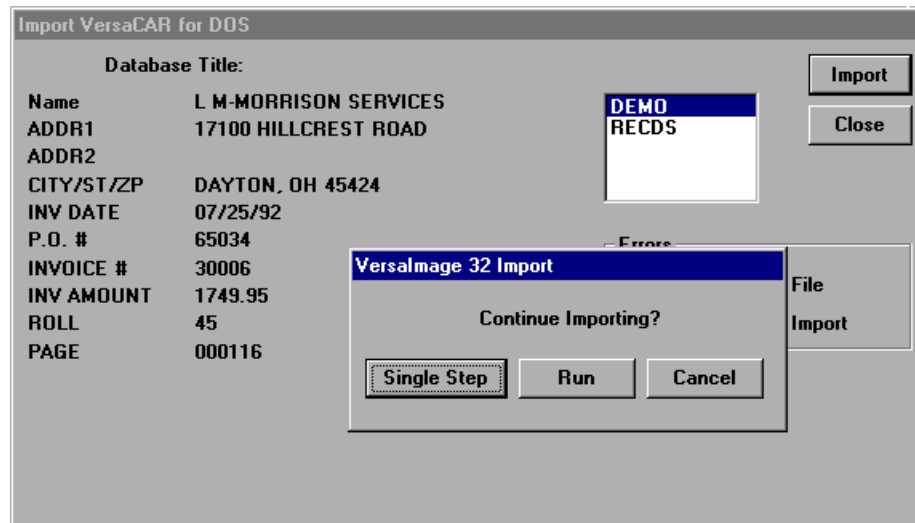 Import VersaCAR for DOS
Database Title:
Name L M-MORRISON SERVICES
ADDR1 17100 HILLCREST ROAD
ADDR2
CITY/ST/ZP DAYTON, OH 45424
INV DATE 07/25/92
P.O. # 65034
INVOICE # 30006
INV AMOUNT 1749.95
ROLL 45
PAGE 000116
DEMO
RECDS
Import
Close
Errors
File
Import
VersaImage 32 Import
Continue Importing?
Single Step Run Cancel